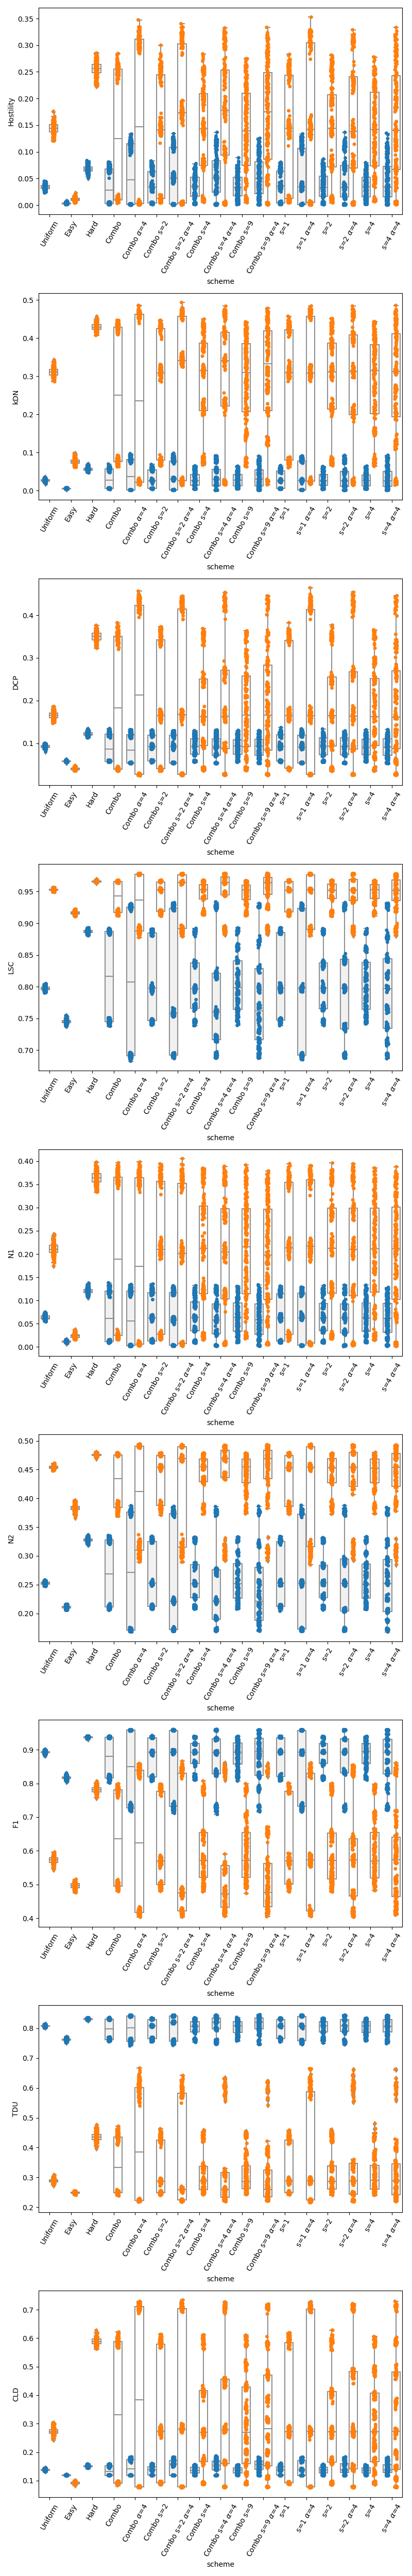 Hostility
0.35
0.30
0.25
0.20
0.15
0.10
0.05
0.00
Uniform
Easy
Hard
Combo
Combo α=4
Combo s=2
Combo s=2 α=4
Combo s=4
Combo s=4 α=4
Combo s=9
Combo s=9 α=4
s=1
s=1 α=4
s=2
s=2 α=4
s=4
s=4 α=4
scheme
kDN
0.5
0.4
0.3
0.2
0.1
0.0
Uniform
Easy
Hard
Combo
Combo α=4
Combo s=2
Combo s=2 α=4
Combo s=4
Combo s=4 α=4
Combo s=9
Combo s=9 α=4
s=1
s=1 α=4
s=2
s=2 α=4
s=4
s=4 α=4
scheme
DCP
0.4
0.3
0.2
0.1
Uniform
Easy
Hard
Combo
Combo α=4
Combo s=2
Combo s=2 α=4
Combo s=4
Combo s=4 α=4
Combo s=9
Combo s=9 α=4
s=1
s=1 α=4
s=2
s=2 α=4
s=4
s=4 α=4
scheme
LSC
0.95
0.90
0.85
0.80
0.75
0.70
Uniform
Easy
Hard
Combo
Combo α=4
Combo s=2
Combo s=2 α=4
Combo s=4
Combo s=4 α=4
Combo s=9
Combo s=9 α=4
s=1
s=1 α=4
s=2
s=2 α=4
s=4
s=4 α=4
scheme
N1
0.40
0.35
0.30
0.25
0.20
0.15
0.10
0.05
0.00
Uniform
Easy
Hard
Combo
Combo α=4
Combo s=2
Combo s=2 α=4
Combo s=4
Combo s=4 α=4
Combo s=9
Combo s=9 α=4
s=1
s=1 α=4
s=2
s=2 α=4
s=4
s=4 α=4
scheme
N2
0.50
0.45
0.40
0.35
0.30
0.25
0.20
Uniform
Easy
Hard
Combo
Combo α=4
Combo s=2
Combo s=2 α=4
Combo s=4
Combo s=4 α=4
Combo s=9
Combo s=9 α=4
s=1
s=1 α=4
s=2
s=2 α=4
s=4
s=4 α=4
scheme
F1
0.9
0.8
0.7
0.6
0.5
0.4
Uniform
Easy
Hard
Combo
Combo α=4
Combo s=2
Combo s=2 α=4
Combo s=4
Combo s=4 α=4
Combo s=9
Combo s=9 α=4
s=1
s=1 α=4
s=2
s=2 α=4
s=4
s=4 α=4
scheme
TDU
0.8
0.7
0.6
0.5
0.4
0.3
0.2
Uniform
Easy
Hard
Combo
Combo α=4
Combo s=2
Combo s=2 α=4
Combo s=4
Combo s=4 α=4
Combo s=9
Combo s=9 α=4
s=1
s=1 α=4
s=2
s=2 α=4
s=4
s=4 α=4
scheme
CLD
0.7
0.6
0.5
0.4
0.3
0.2
0.1
Uniform
Easy
Hard
Combo
Combo α=4
Combo s=2
Combo s=2 α=4
Combo s=4
Combo s=4 α=4
Combo s=9
Combo s=9 α=4
s=1
s=1 α=4
s=2
s=2 α=4
s=4
s=4 α=4
scheme